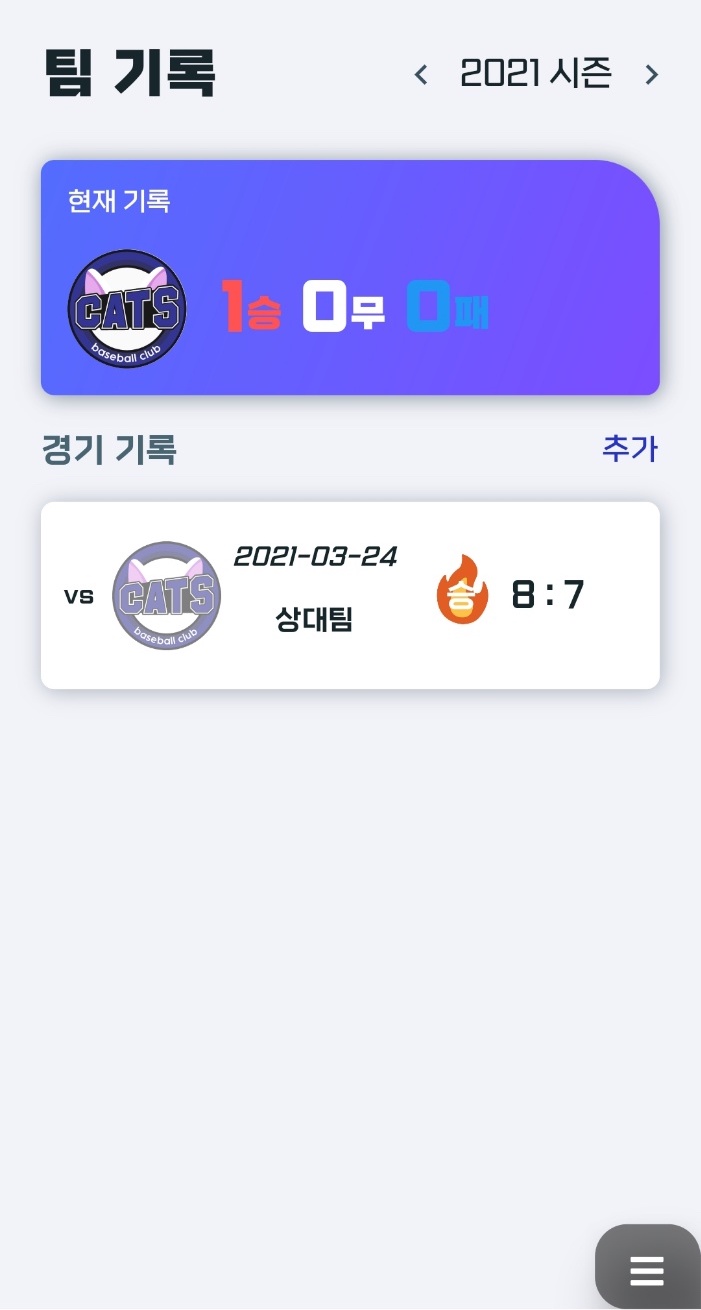 팀 기록
2021 시즌
현재 기록
CATS
baseball club
1승 0무 0패
경기 기록
추가
vs
CATS
baseball club
2021-03-24
상대팀
승
8 : 7